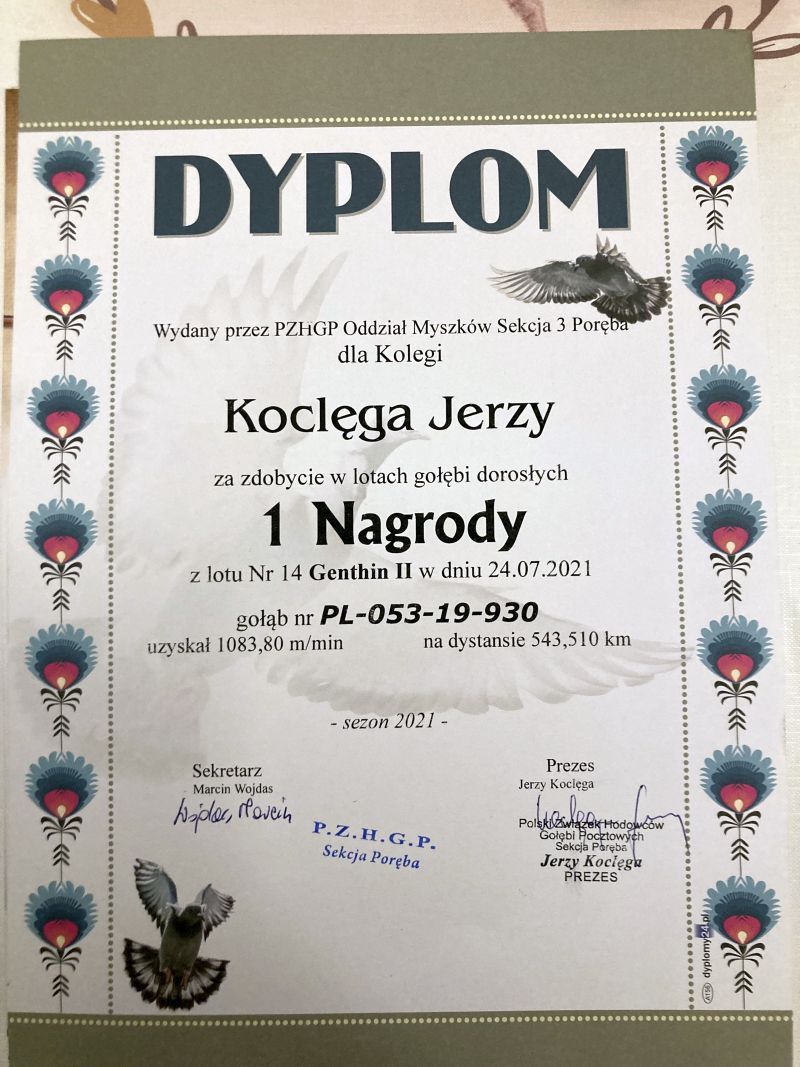 DYPLOM
Wydany przez PZHGP Oddział Myszków Sekcja 3 Poręba
dla Kolegi
Koclęga Jerzy
za zdobycie w lotach gołębi dorosłych
1 Nagrody
z lotu Nr 14 Genthin II w dniu 24.07.2021
gołąb nr PL-053-19-930
uzyskał 1083,80 m/min na dystansie 543,510 km
- sezon 2021 -
Sekretarz
Marcin Wojdas
Wojdas Marcin
P.Z.H.G.P.
Sekcja Poręba
Prezes
Jerzy Koclęga
Polski Związek Hodowców
Gołębi Pocztowych
Sekcja Poręba
Jerzy Koclęga
PREZES
dyplomy24.pl
A156